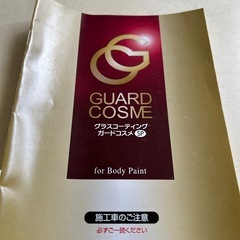 GUARD
COSME
グラスコーティング
ガードコスメ SP
for Body Paint
施工車のご注意
必ずご一読ください